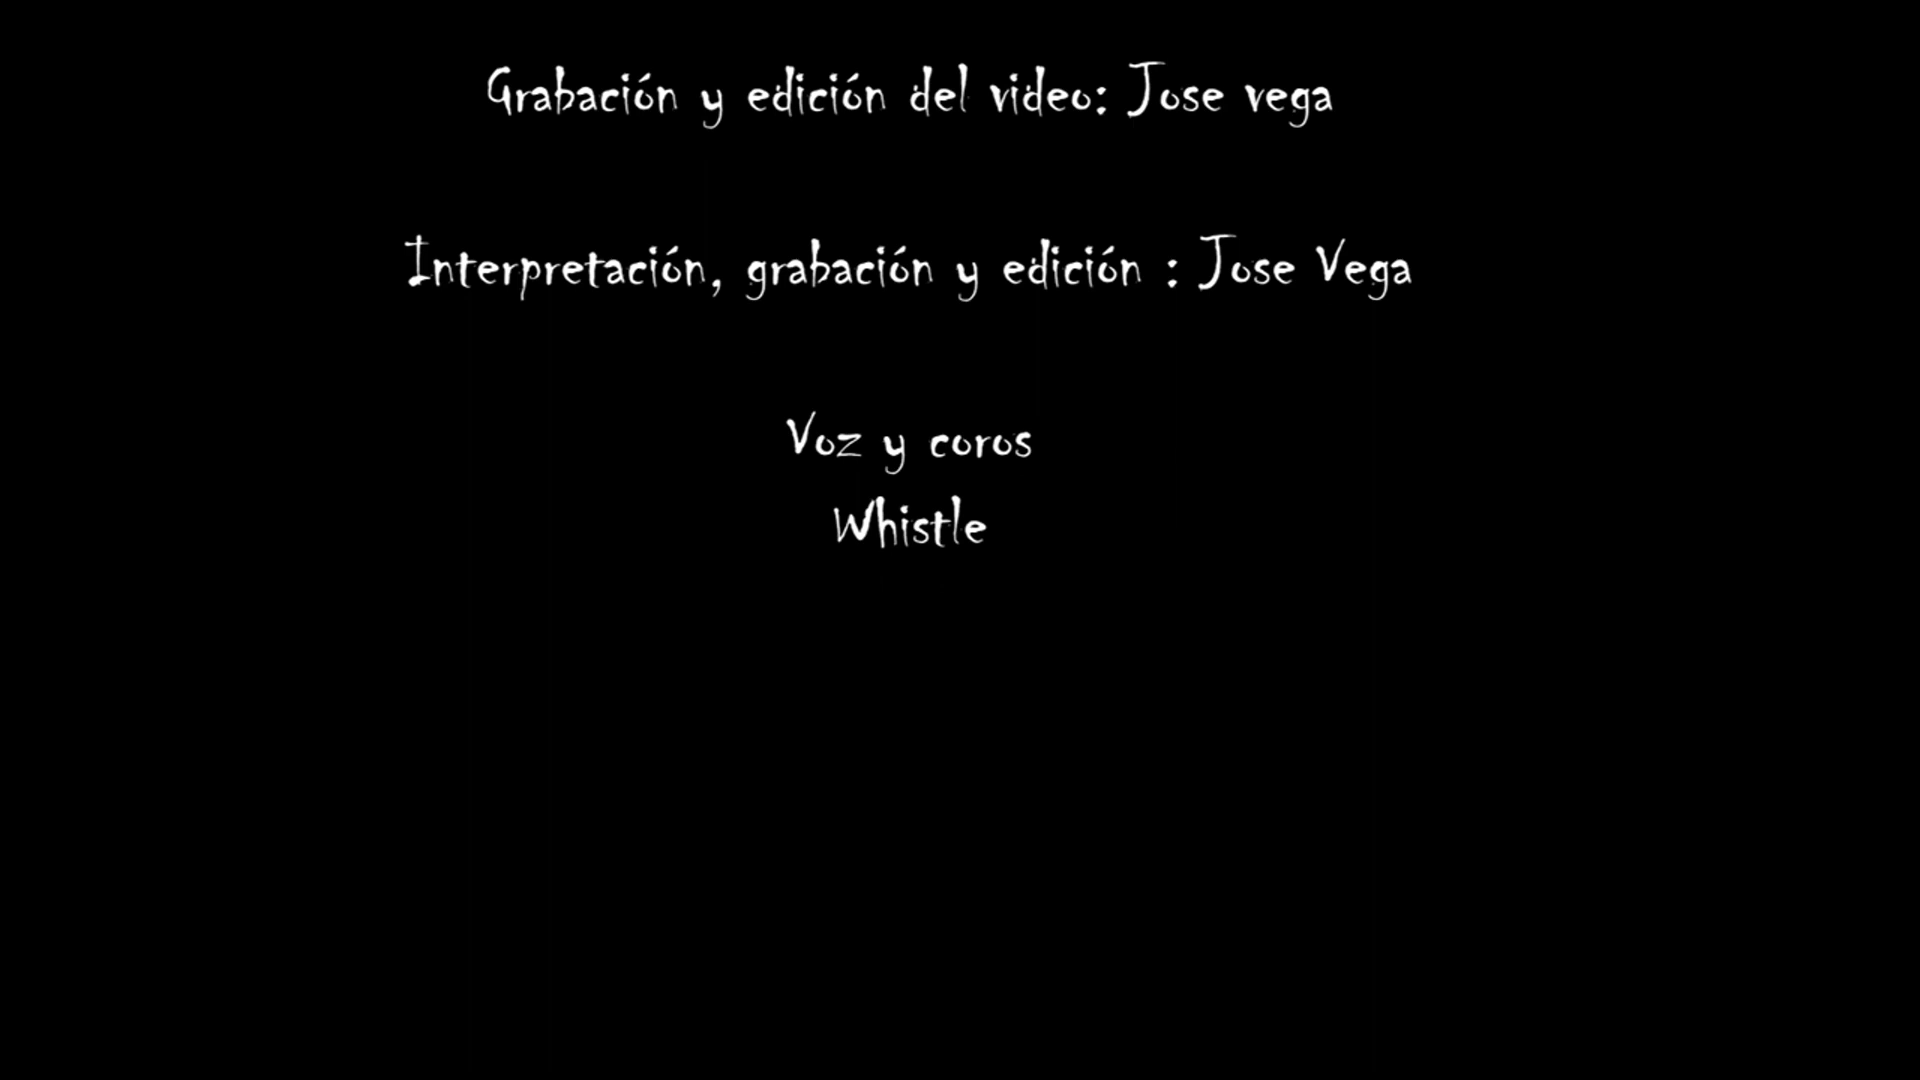 Grabación y edición del video: Jose vega
Interpretación, grabación y edición : Jose Vega
Voz y coros
Whistle